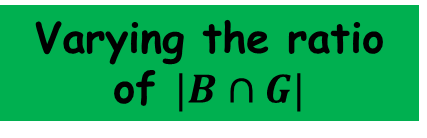 Varying the ratio
of |B ∩ G|